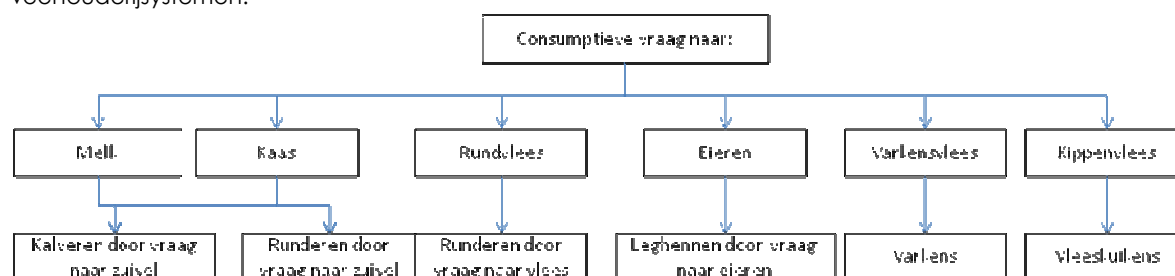 veehouderijsystemen.
Consumptieve vraag naar:
Melk
Kaas
Rundvlees
Eieren
Varkensvlees
Kippenvlees
Kalveren door vraag
naar zuivel
Runderen door
vraag naar zuivel
Runderen door
vraag naar vlees
Leghennen door vraag
naar eieren
Varkens
Vleeskuikens